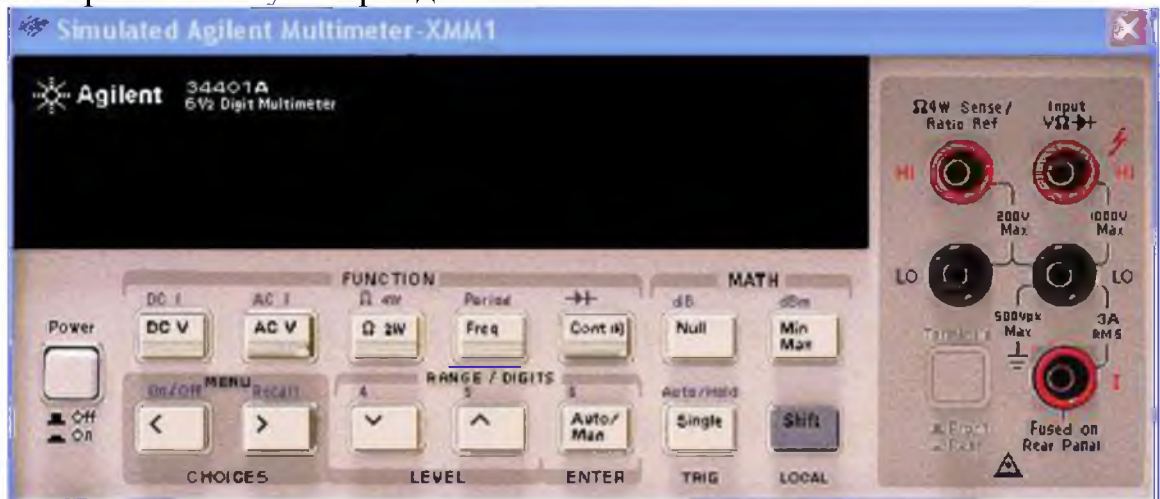 Simulated Agilent Multimeter-XMM1
Agilent 34401A
6½ Digit Multimeter
Ω4W Sense/ Ratio Ref
Input VΩ
HI HI
200V Max
1000V Max
LO LO
500Vpk Max
3A RMS
Terminals
I
Fused on Rear Panal
FUNCTION MATH
DC I AC I Ω 4W Period dB dBm
Power DC V AC V Ω 2W Freq Cont Null Min Max
Off
On
MENU RANGE / DIGITS
On/Off Recall 4 5 6 Auto/Hold
< > Auto/ Man Single Shift
CHOICES LEVEL ENTER TRIG LOCAL